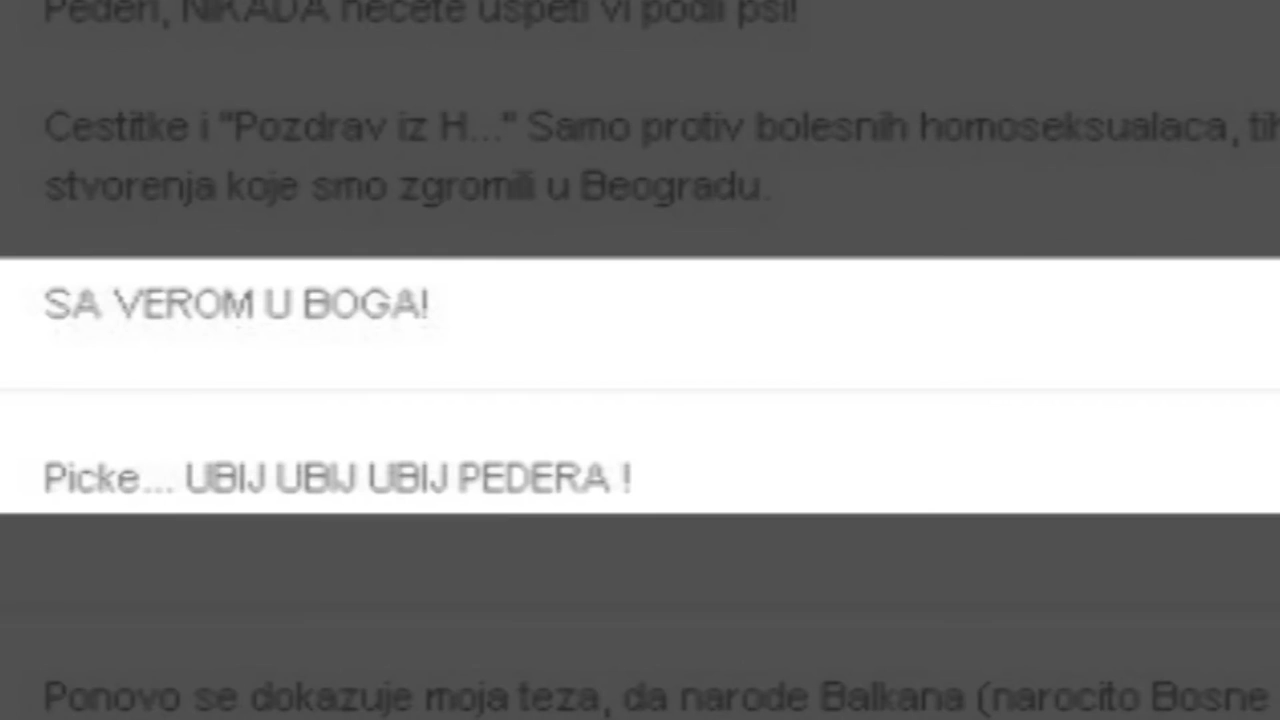 Pederi, NIKADA necete uspeti vi podli psi!
Cestitke i "Pozdrav iz H..." Samo protiv bolesnih homoseksualaca, tih
stvorenja koje smo zgromili u Beogradu.
SA VEROM U BOGA!
Picke... UBIJ UBIJ UBIJ PEDERA !
Ponovo se dokazuje moja teza, da narode Balkana (narocito Bosne